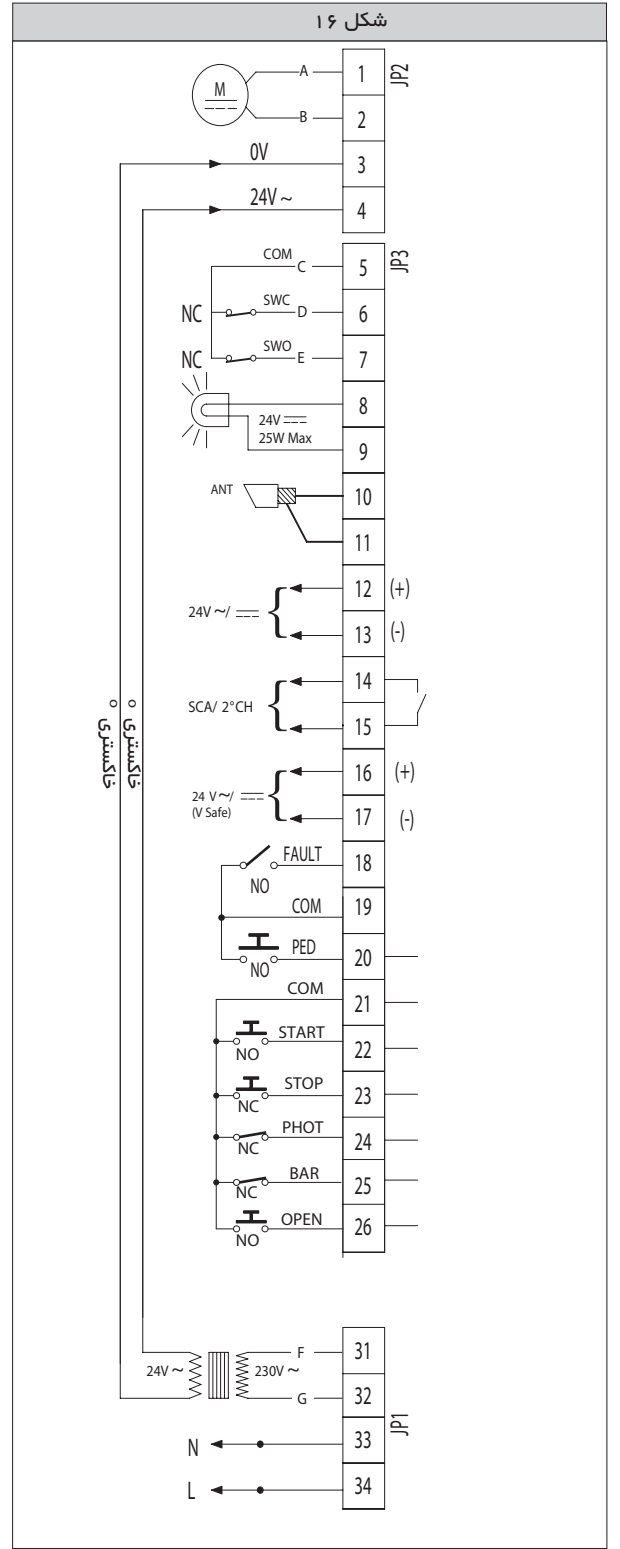 شکل ۱۶
M
A 1 JP2
B 2
0V 3
24V ~ 4
COM C 5 JP3
NC SWC D 6
NC SWO E 7
8
24V
25W Max
9
ANT 10
11
12 (+)
24V ~/
13 (-)
14
SCA/ 2°CH
15
16 (+)
24 V ~/
(V Safe)
17 (-)
FAULT 18
NO
COM 19
PED 20
NO
COM 21
START 22
NO
STOP 23
NC
PHOT 24
NC
BAR 25
NC
OPEN 26
NO
خاکستری ه
خاکستری ه
F 31
24V ~ 230V ~
G 32
JP1
N 33
L 34